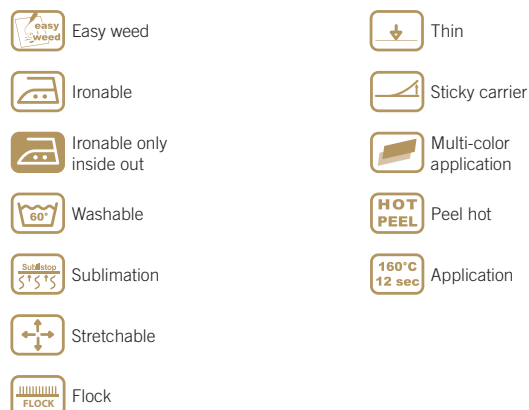 easy
weed
Easy weed
Ironable
Ironable only
inside out
60°
Washable
Sublistop
Sublimation
Stretchable
FLOCK
Flock
Thin
Sticky carrier
Multi-color
application
HOT
PEEL
Peel hot
160°C
12 sec
Application